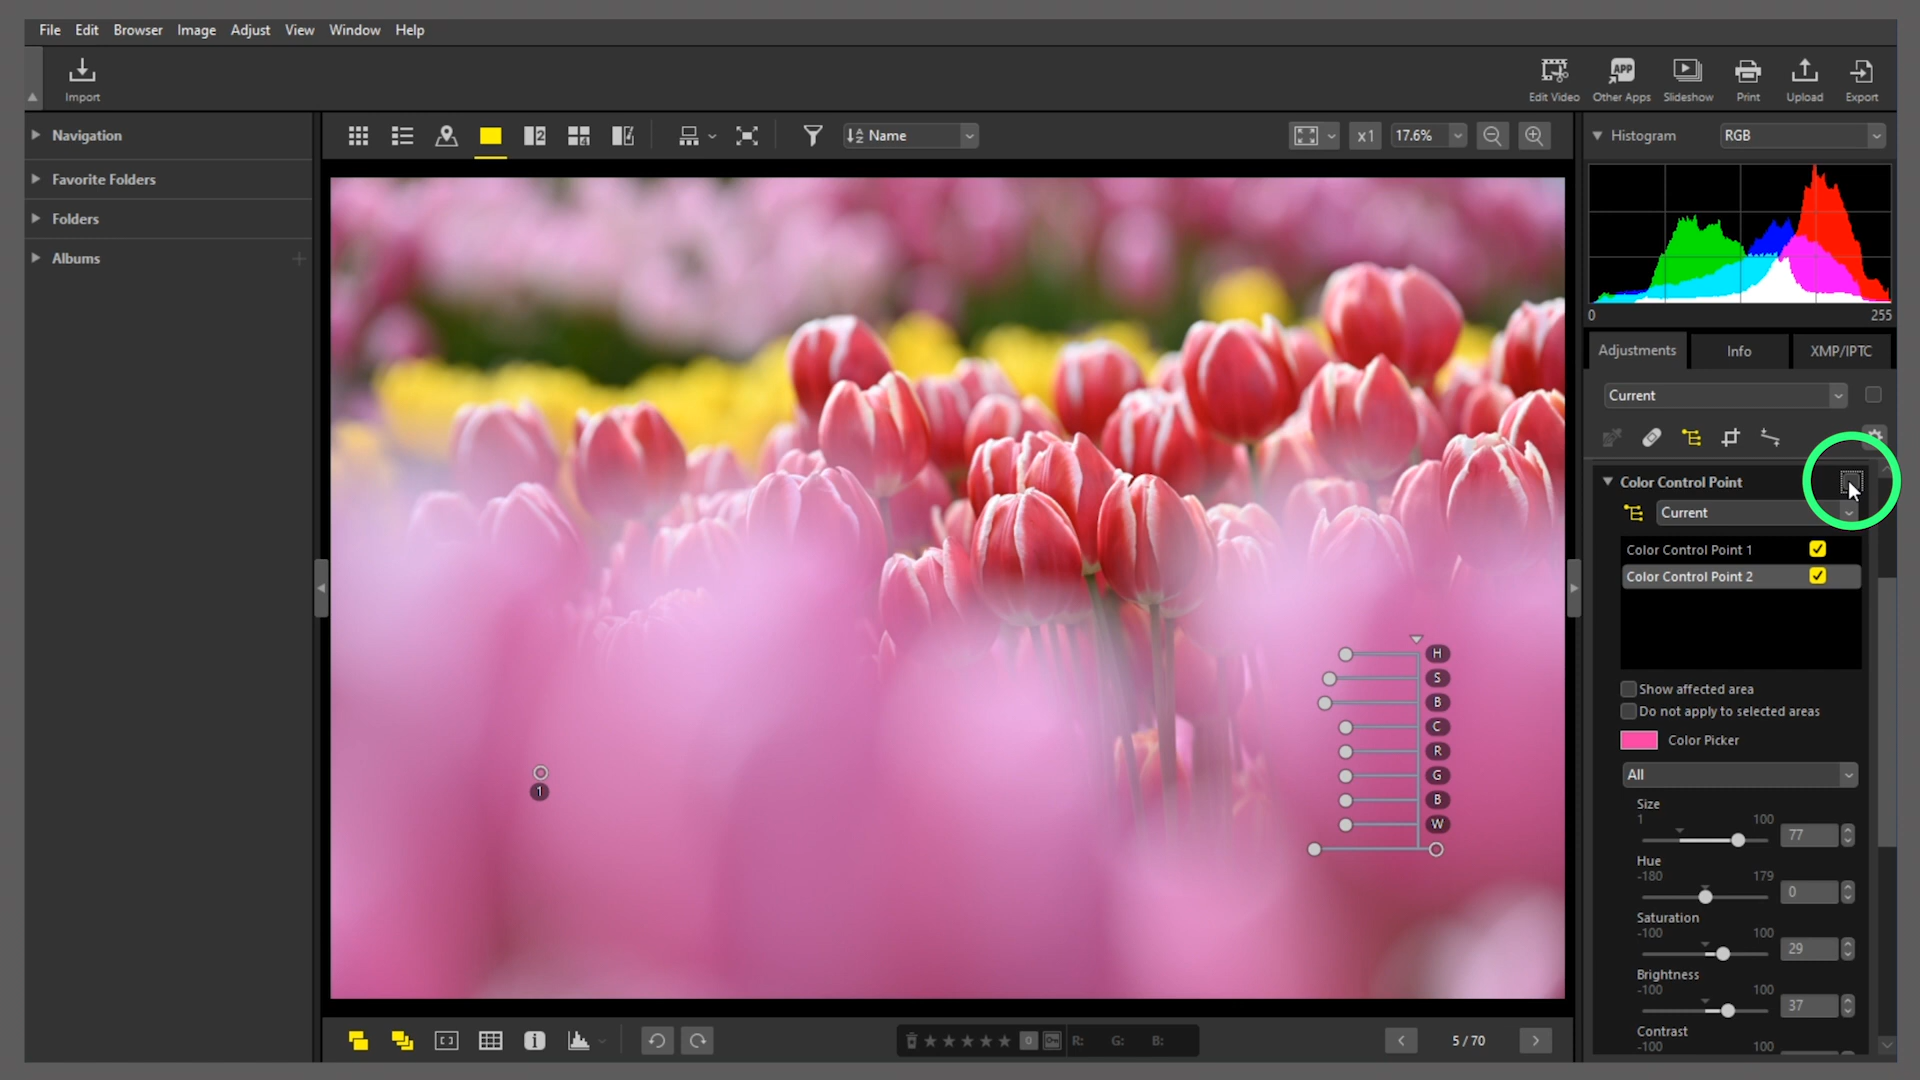 File Edit Browser Image Adjust View Window Help
Import
Edit Video Other Apps Slideshow Print Upload Export
APP
Navigation
Favorite Folders
Folders
Albums
2 4
A Z Name
x1 17.6%
Histogram RGB
0 255
Adjustments Info XMP/IPTC
Current
Color Control Point
Current
Color Control Point 1
Color Control Point 2
Show affected area
Do not apply to selected areas
Color Picker
All
Size
1 100
77
Hue
-180 179
0
Saturation
-100 100
29
Brightness
-100 100
37
Contrast
-100 100
H
S
B
C
R
G
B
W
1
0 R: G: B:
5 / 70